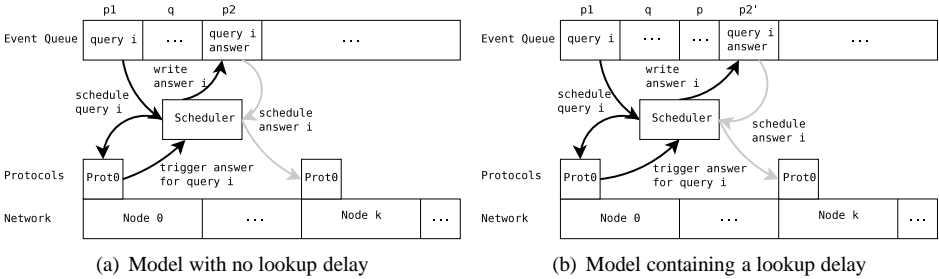 p1 q p2
Event Queue query i ... query i answer ...
write answer i
schedule query i
Scheduler
schedule answer i
trigger answer for query i
Protocols Prot0 Prot0
Network Node 0 ... Node k ...
(a) Model with no lookup delay
p1 q p p2'
Event Queue query i ... ... query i answer ...
write answer i
schedule query i
Scheduler
schedule answer i
trigger answer for query i
Protocols Prot0 Prot0
Network Node 0 ... Node k ...
(b) Model containing a lookup delay